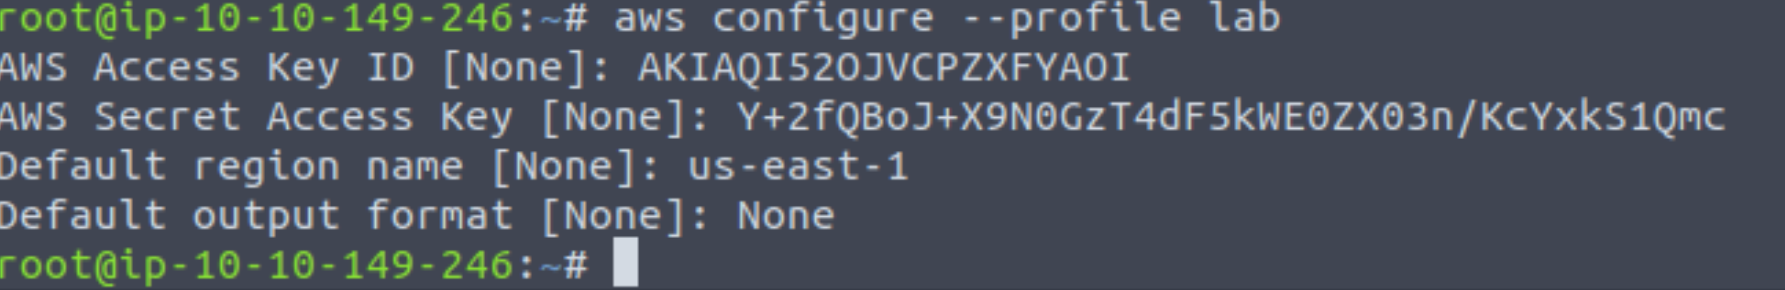 root@ip-10-10-149-246:~# aws configure --profile lab
AWS Access Key ID [None]: AKIAQI52OJVCPZXFYAOI
AWS Secret Access Key [None]: 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
Default region name [None]: us-east-1
Default output format [None]: None
root@ip-10-10-149-246:~#